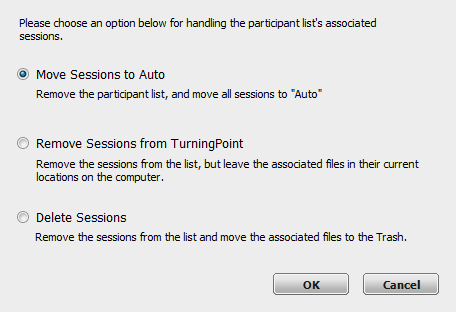 Please choose an option below for handling the participant list's associated
sessions.
Move Sessions to Auto
Remove the participant list, and move all sessions to "Auto"
Remove Sessions from TurningPoint
Remove the sessions from the list, but leave the associated files in their current
locations on the computer.
Delete Sessions
Remove the sessions from the list and move the associated files to the Trash.
OK Cancel